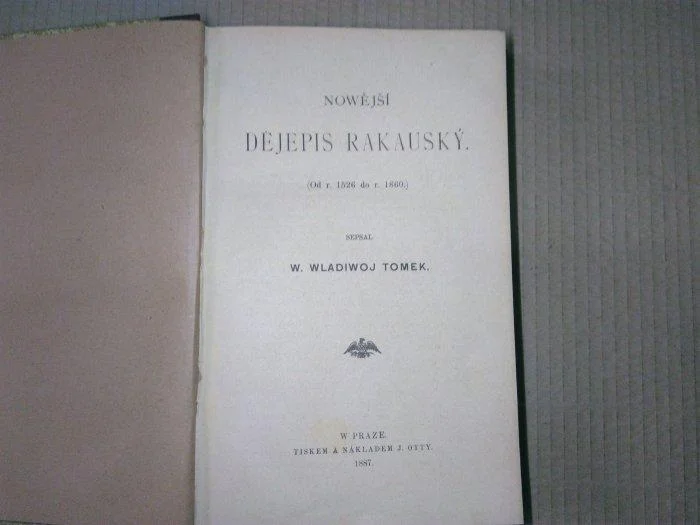 NOWĚJŠÍ
DĚJEPIS RAKAUSKÝ.
(Od r. 1526 do r. 1860.)
SEPSAL
W. WLADIWOJ TOMEK.
W PRAZE.
TISKEM A NÁKLADEM J. OTTY.
1887.